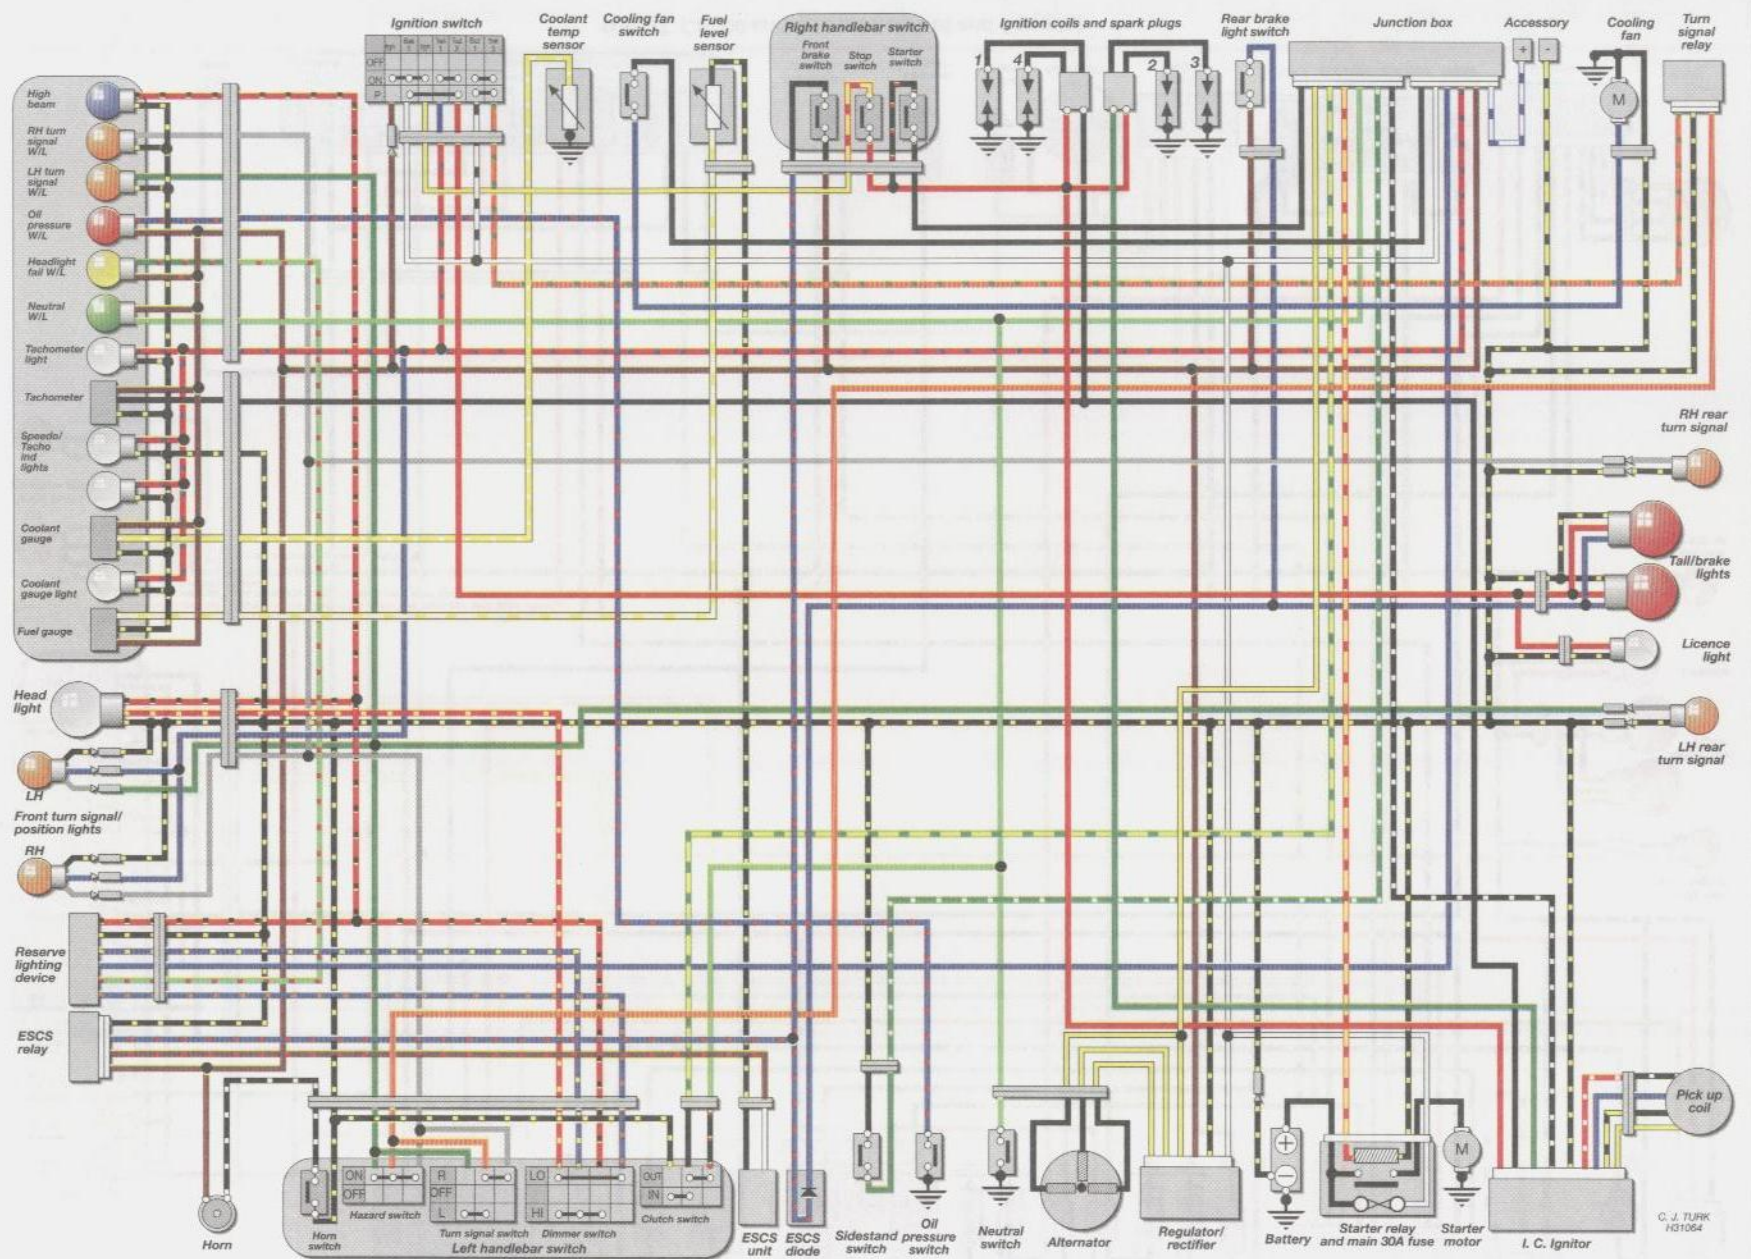 Ignition switch
Coolant
temp
sensor
Cooling fan
switch
Fuel
level
sensor
Right handlebar switch
Front
brake
switch
Stop
switch
Starter
switch
Ignition coils and spark plugs
1
4
2
3
Rear brake
light switch
Junction box
Accessory
+
-
Cooling
fan
M
Turn
signal
relay
OFF
ON
P
High
beam
RH turn
signal
W/L
LH turn
signal
W/L
Oil
pressure
W/L
Headlight
fail W/L
Neutral
W/L
Tachometer
light
Tachometer
Speedo/
Tacho
ind
lights
Coolant
gauge
Coolant
gauge light
Fuel gauge
RH rear
turn signal
Tail/brake
lights
Licence
light
LH rear
turn signal
Head
light
LH
Front turn signal/
position lights
RH
Reserve
lighting
device
ESCS
relay
Horn
Horn
switch
ON
OFF
Hazard switch
R
OFF
L
Turn signal switch
LO
HI
Dimmer switch
OUT
IN
Clutch switch
Left handlebar switch
ESCS
unit
ESCS
diode
Sidestand
switch
Oil
pressure
switch
Neutral
switch
Alternator
Regulator/
rectifier
+
−
Battery
Starter relay
and main 30A fuse
M
Starter
motor
I. C. Ignitor
Pick up
coil
C. J. TURK
H31064